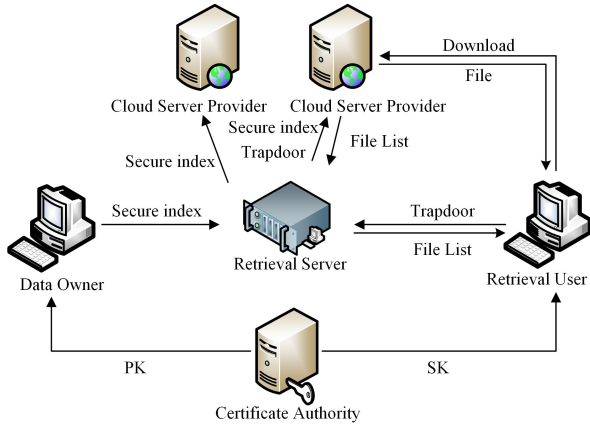 Download
File
Cloud Server Provider
Cloud Server Provider
Secure index
Trapdoor
File List
Secure index
Secure index
Trapdoor
Retrieval Server
File List
Data Owner
Retrieval User
PK
SK
Certificate Authority